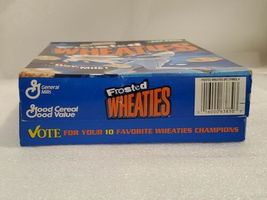 WHEATIES
General
Mills
Good Cereal
Good Value
Frosted
WHEATIES
VOTE FOR YOUR 10 FAVORITE WHEATIES CHAMPIONS